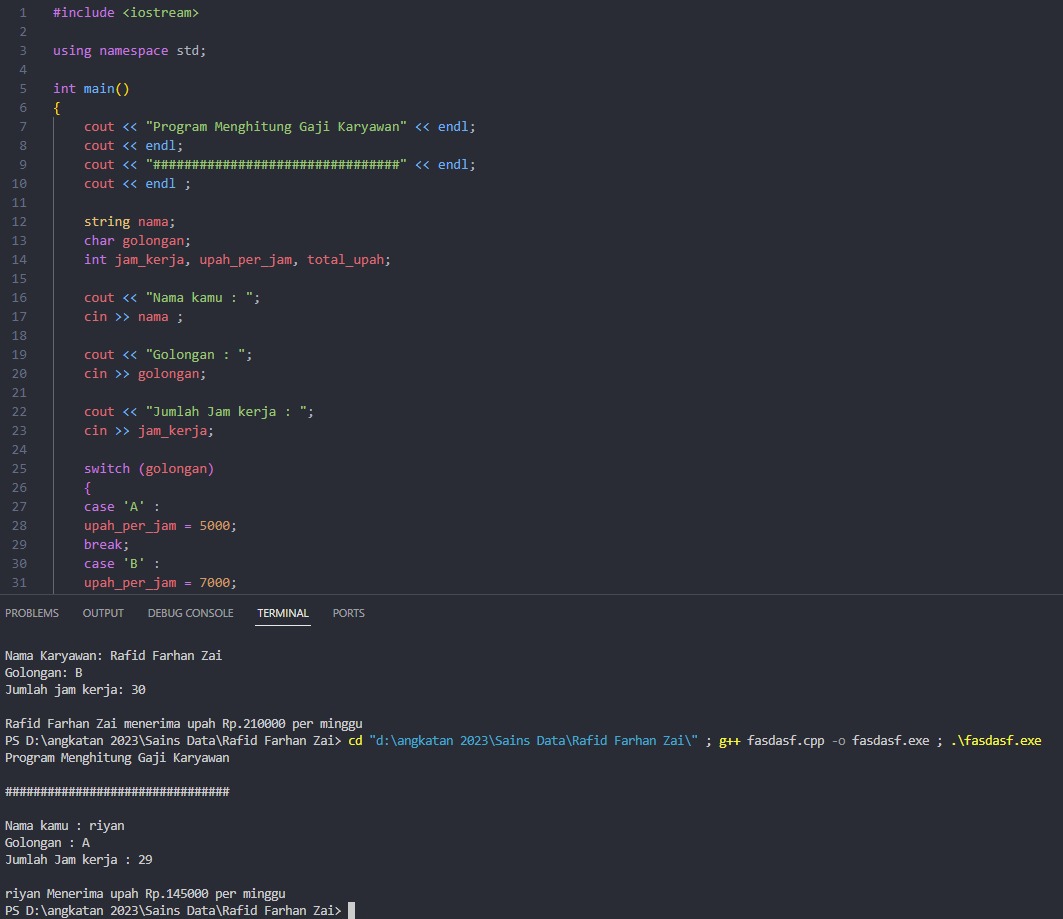 1 #include <iostream>
2
3 using namespace std;
4
5 int main()
6 {
7 cout << "Program Menghitung Gaji Karyawan" << endl;
8 cout << endl;
9 cout << "################################" << endl;
10 cout << endl ;
11
12 string nama;
13 char golongan;
14 int jam_kerja, upah_per_jam, total_upah;
15
16 cout << "Nama kamu : ";
17 cin >> nama ;
18
19 cout << "Golongan : ";
20 cin >> golongan;
21
22 cout << "Jumlah Jam kerja : ";
23 cin >> jam_kerja;
24
25 switch (golongan)
26 {
27 case 'A' :
28 upah_per_jam = 5000;
29 break;
30 case 'B' :
31 upah_per_jam = 7000;
PROBLEMS OUTPUT DEBUG CONSOLE TERMINAL PORTS
Nama Karyawan: Rafid Farhan Zai
Golongan: B
Jumlah jam kerja: 30
Rafid Farhan Zai menerima upah Rp.210000 per minggu
PS D:\angkatan 2023\Sains Data\Rafid Farhan Zai> cd "d:\angkatan 2023\Sains Data\Rafid Farhan Zai\" ; g++ fasdasf.cpp -o fasdasf.exe ; .\fasdasf.exe
Program Menghitung Gaji Karyawan
################################
Nama kamu : riyan
Golongan : A
Jumlah Jam kerja : 29
riyan Menerima upah Rp.145000 per minggu
PS D:\angkatan 2023\Sains Data\Rafid Farhan Zai>